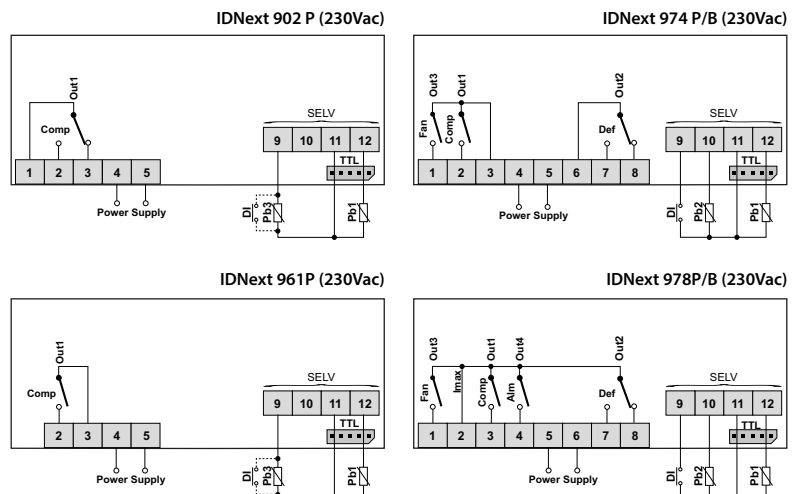 IDNext 902 P (230Vac)
Out1
Comp
SELV
9 10 11 12
TTL
1 2 3 4 5
Power Supply
DI
Pb3
Pb1
IDNext 974 P/B (230Vac)
Out3
Out1
Out2
Fan
Comp
Def
SELV
9 10 11 12
TTL
1 2 3 4 5 6 7 8
Power Supply
DI
Pb2
Pb1
IDNext 961P (230Vac)
Out1
Comp
SELV
9 10 11 12
TTL
2 3 4 5
Power Supply
DI
Pb3
Pb1
IDNext 978P/B (230Vac)
Out3
Out1
Out4
Out2
Fan
Imax
Comp
Alm
Def
SELV
9 10 11 12
TTL
1 2 3 4 5 6 7 8
Power Supply
DI
Pb2
Pb1